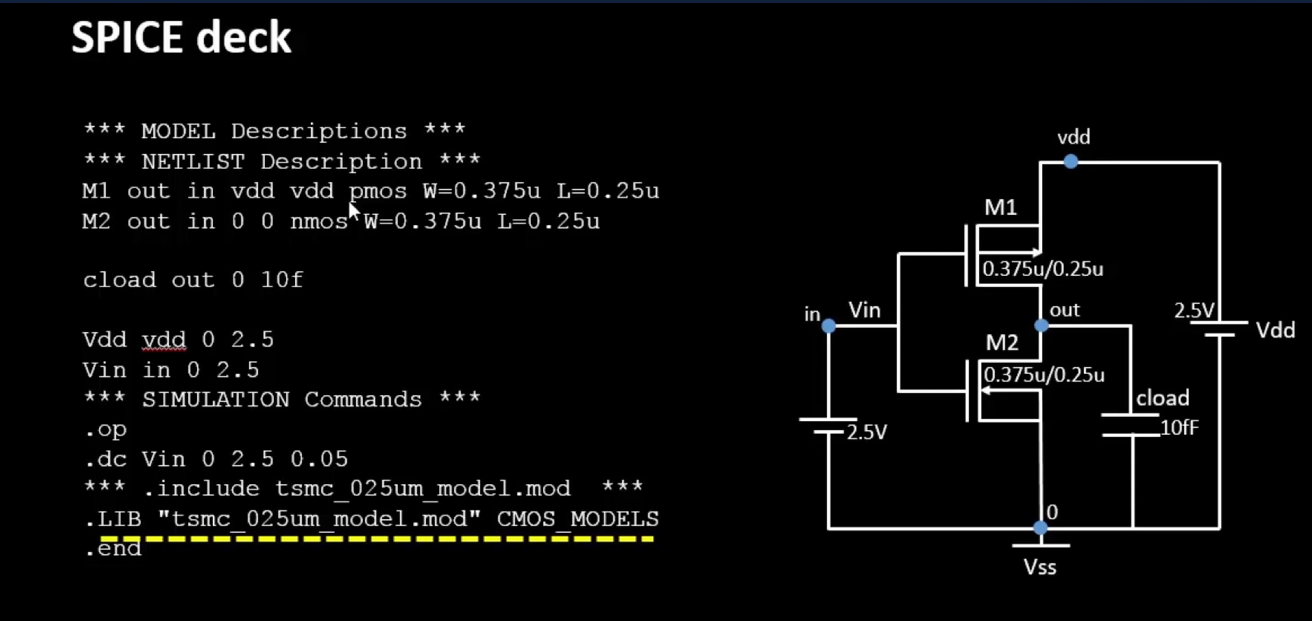 SPICE deck
*** MODEL Descriptions ***
*** NETLIST Description ***
M1 out in vdd vdd pmos W=0.375u L=0.25u
M2 out in 0 0 nmos W=0.375u L=0.25u
cload out 0 10f
Vdd vdd 0 2.5
Vin in 0 2.5
*** SIMULATION Commands ***
.op
.dc Vin 0 2.5 0.05
*** .include tsmc_025um_model.mod ***
.LIB "tsmc_025um_model.mod" CMOS_MODELS
.end
vdd
M1
0.375u/0.25u
in
Vin
out
2.5V
Vdd
M2
0.375u/0.25u
cload
10fF
2.5V
0
Vss